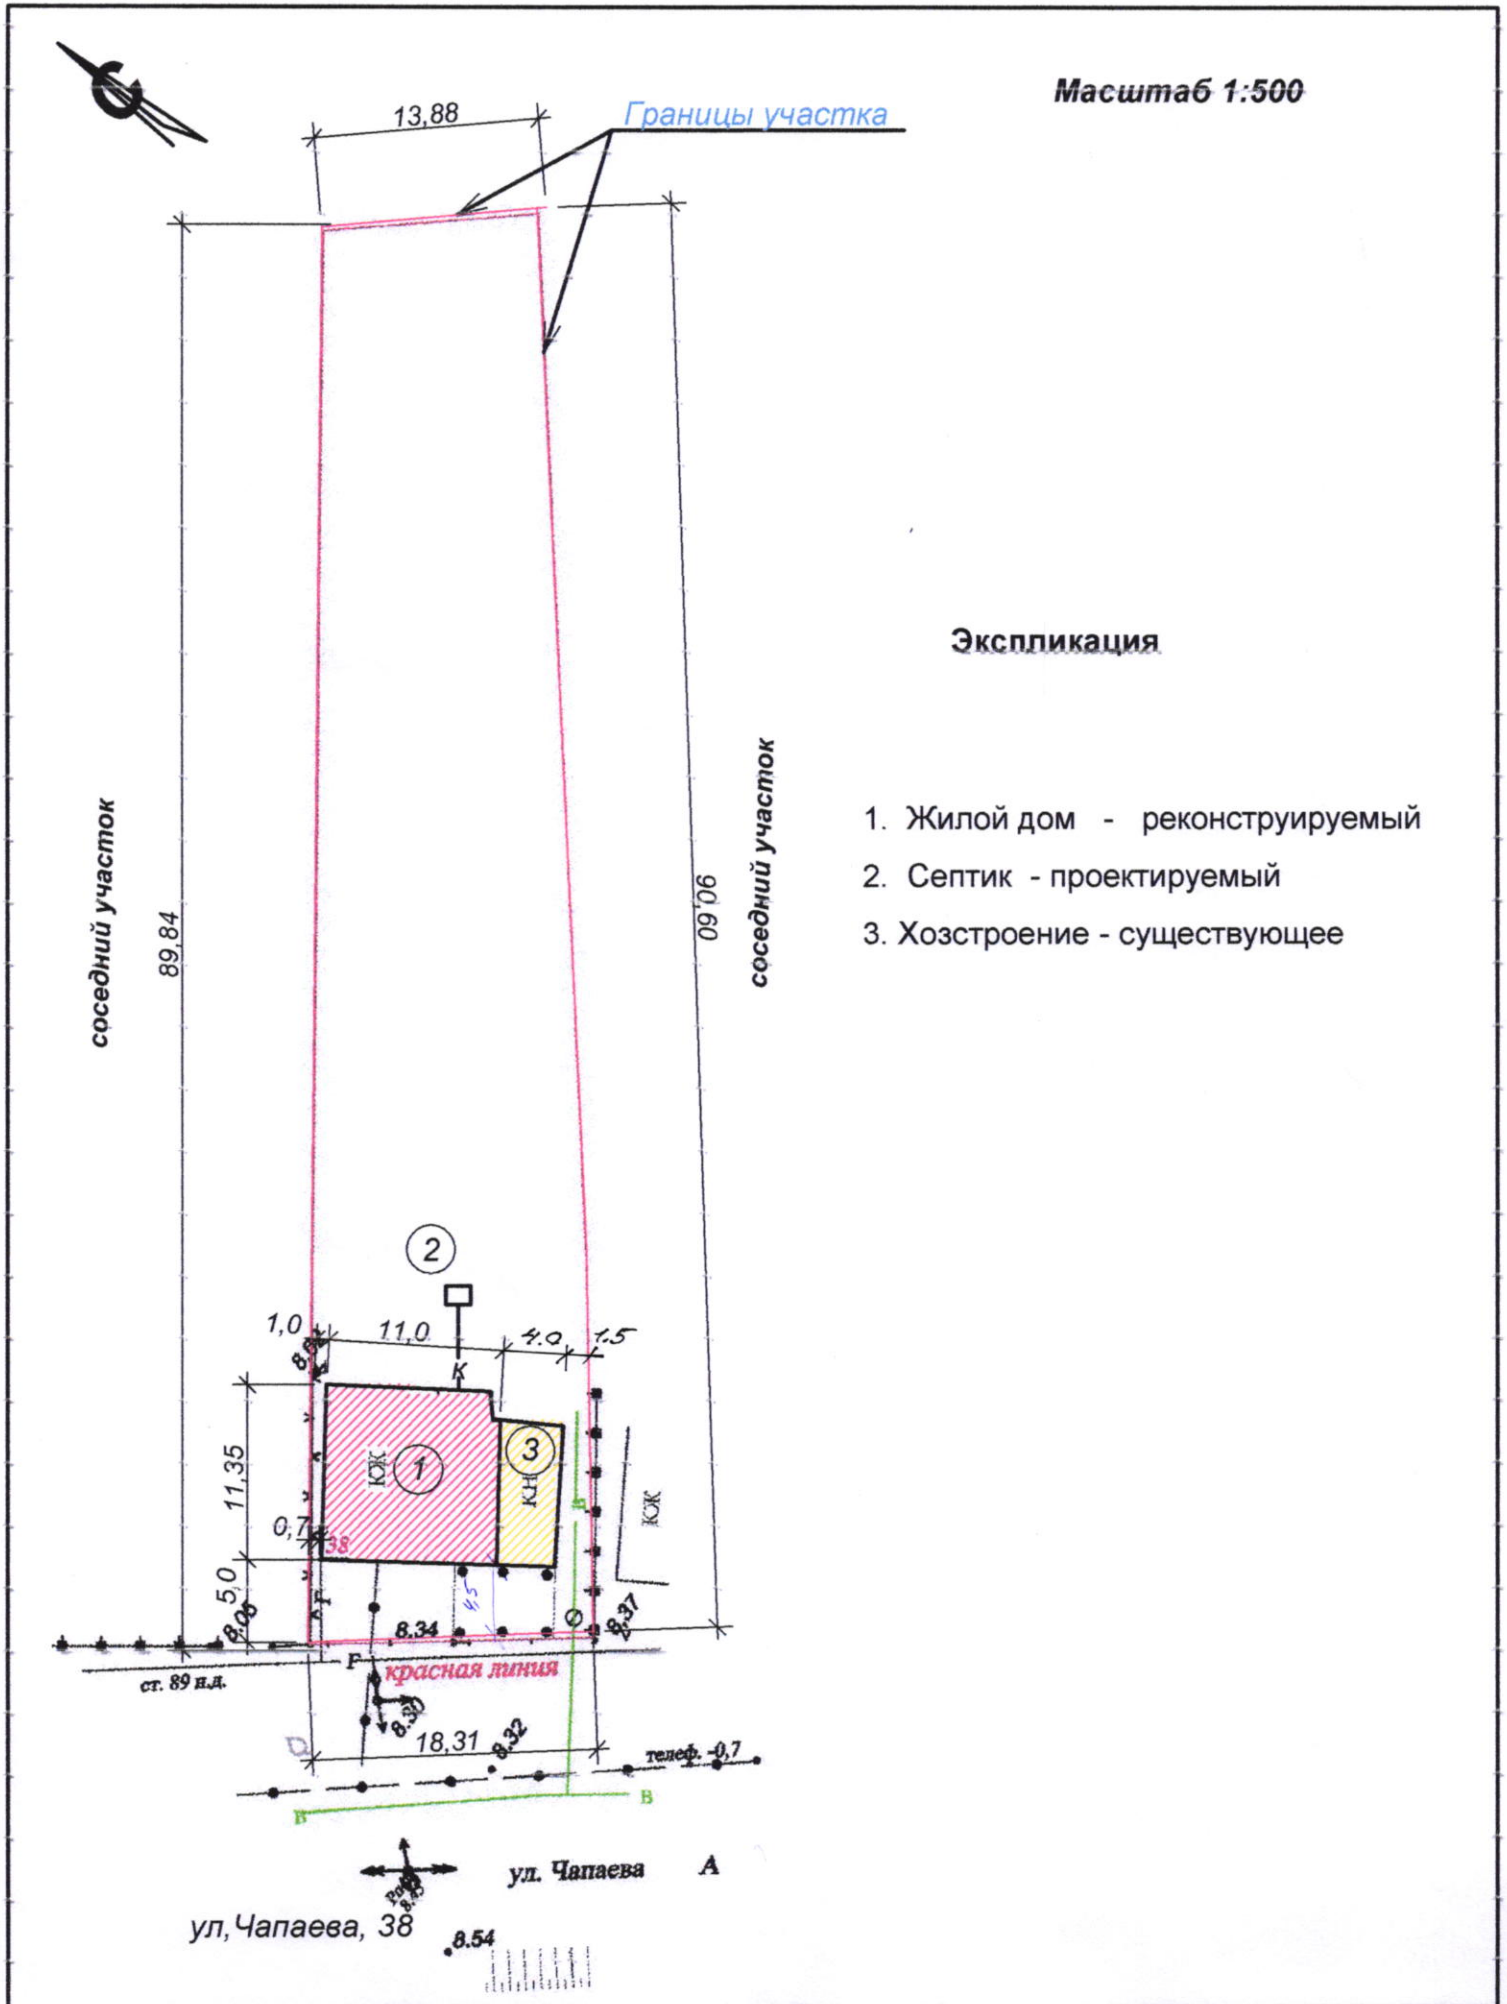 С
Масштаб 1:500
13,88
Границы участка
Экспликация
соседний участок
89,84
90,60
соседний участок
1. Жилой дом - реконструируемый
2. Септик - проектируемый
3. Хозстроение - существующее
2
1,0
11,0
4.0
1.5
К
11,35
КЖ
1
3
КН
В
КЖ
0,7
38
5,0
Г
4,5
8.05
8.34
8,37
ст. 89 н.д.
Г
красная линия
8.30
18,31
8.32
телеф. -0,7
В
В
ул. Чапаева
А
ул,Чапаева, 38
8.54